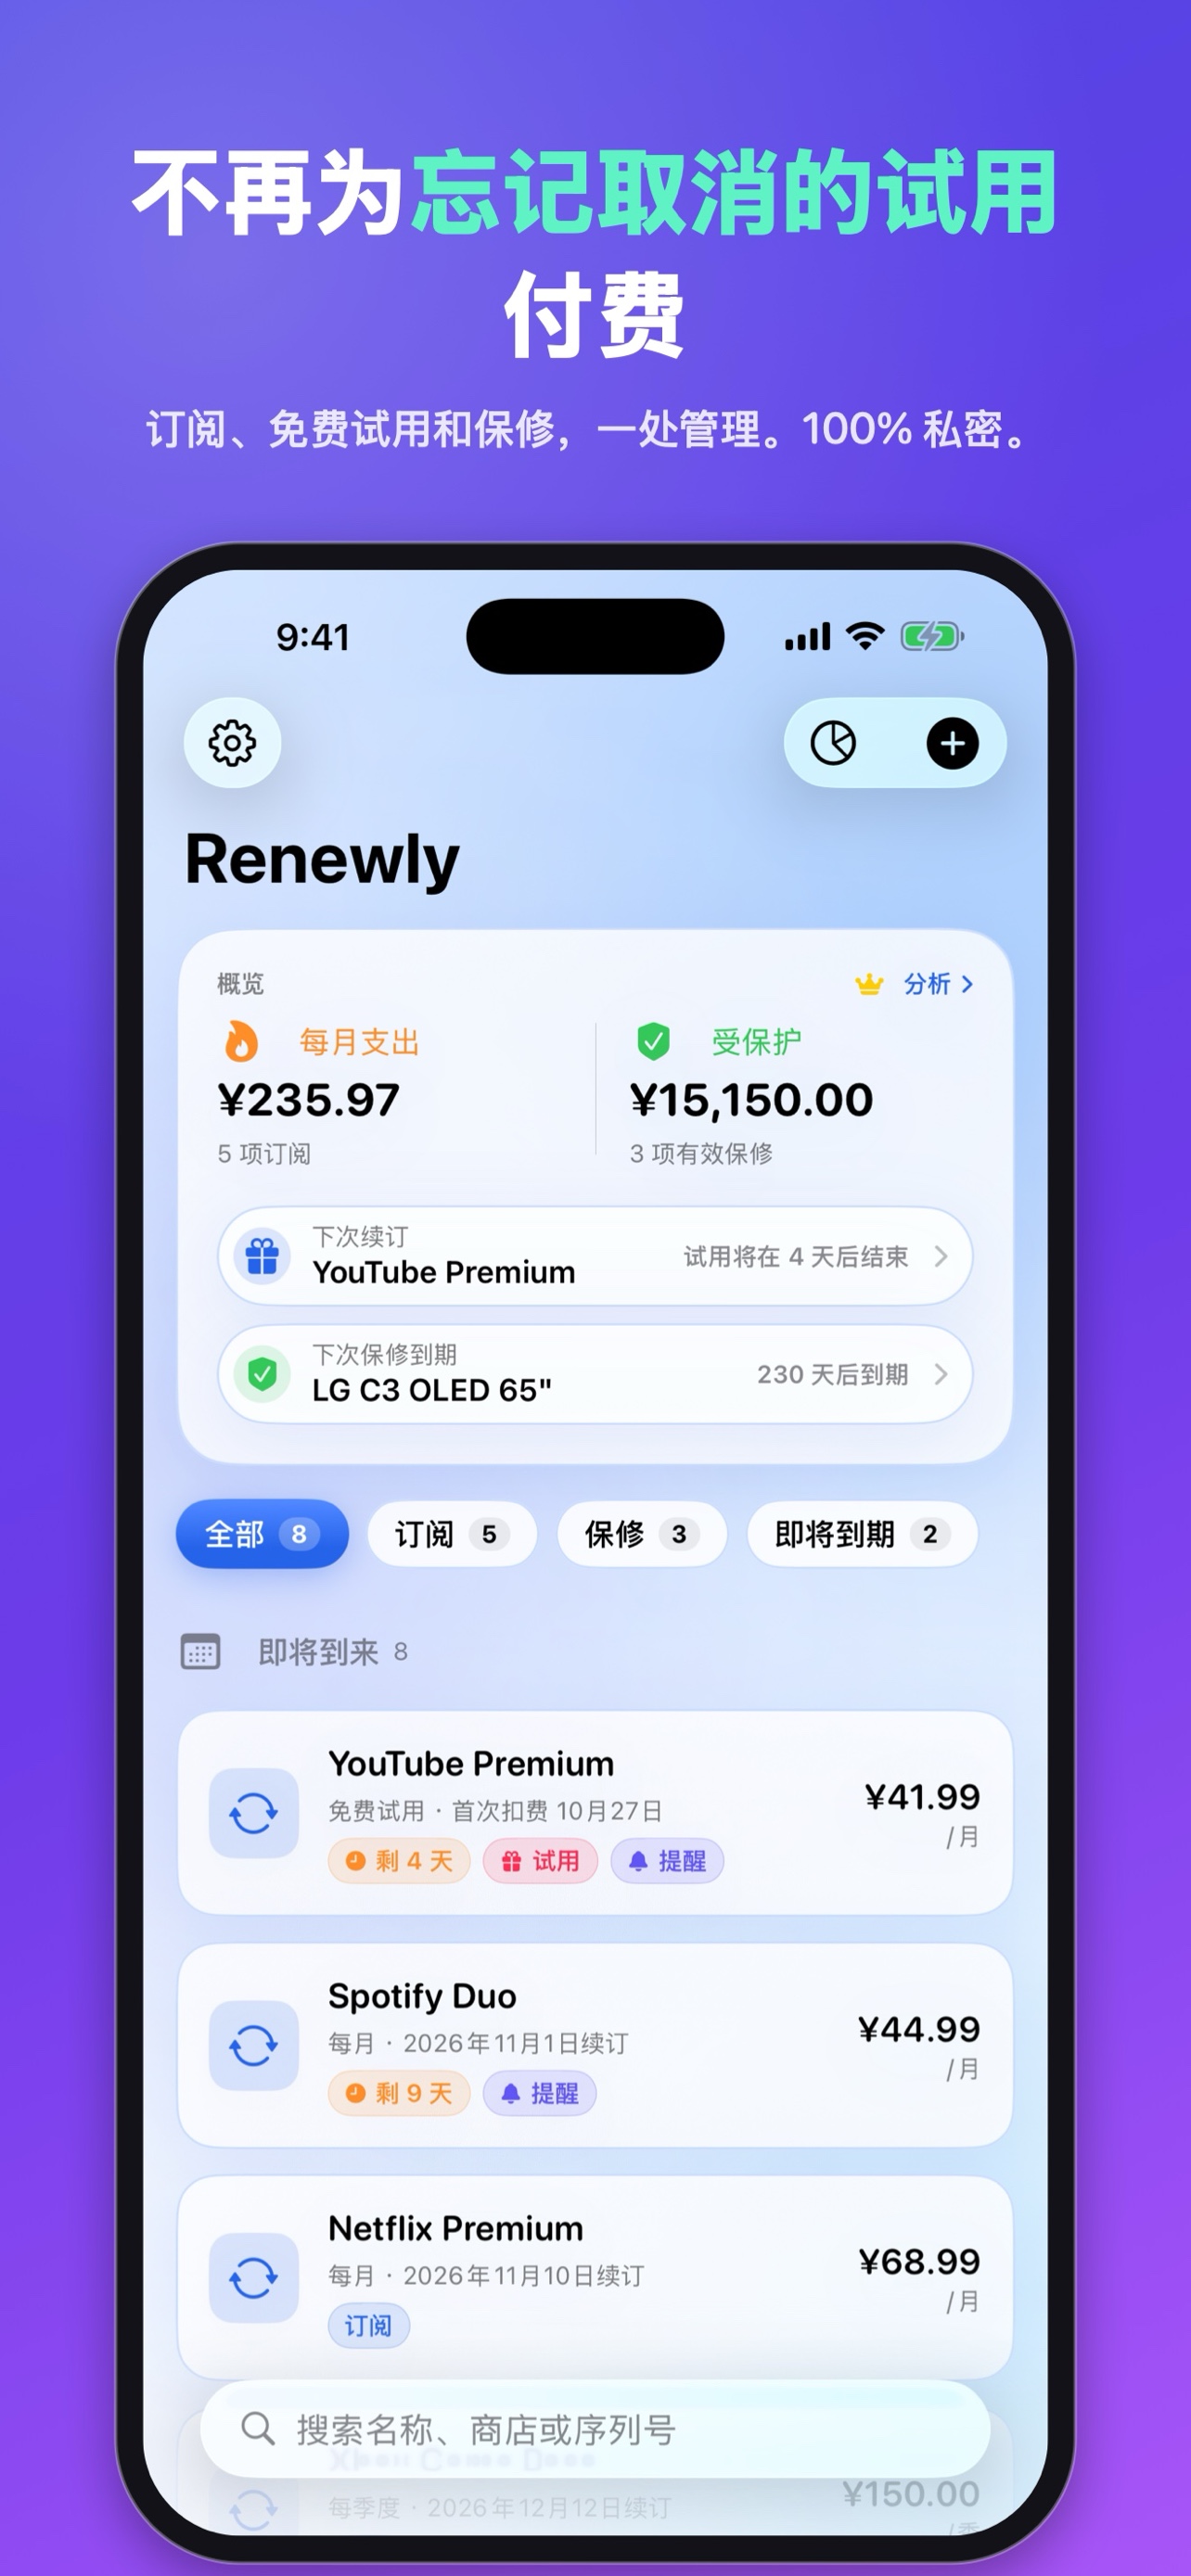 不再为忘记取消的试用
付费
订阅、免费试用和保修，一处管理。100% 私密。
9:41
Renewly
概览
分析
每月支出
受保护
¥235.97
¥15,150.00
5 项订阅
3 项有效保修
下次续订
YouTube Premium
试用将在 4 天后结束
下次保修到期
LG C3 OLED 65"
230 天后到期
全部 8 订阅 5 保修 3 即将到期 2
即将到来 8
YouTube Premium
免费试用 · 首次扣费 10月27日
剩 4 天 试用 提醒
¥41.99
/ 月
Spotify Duo
每月 · 2026年11月1日续订
剩 9 天 提醒
¥44.99
/ 月
Netflix Premium
每月 · 2026年11月10日续订
订阅
¥68.99
/ 月
搜索名称、商店或序列号
每季度 · 2026年12月12日续订
¥150.00